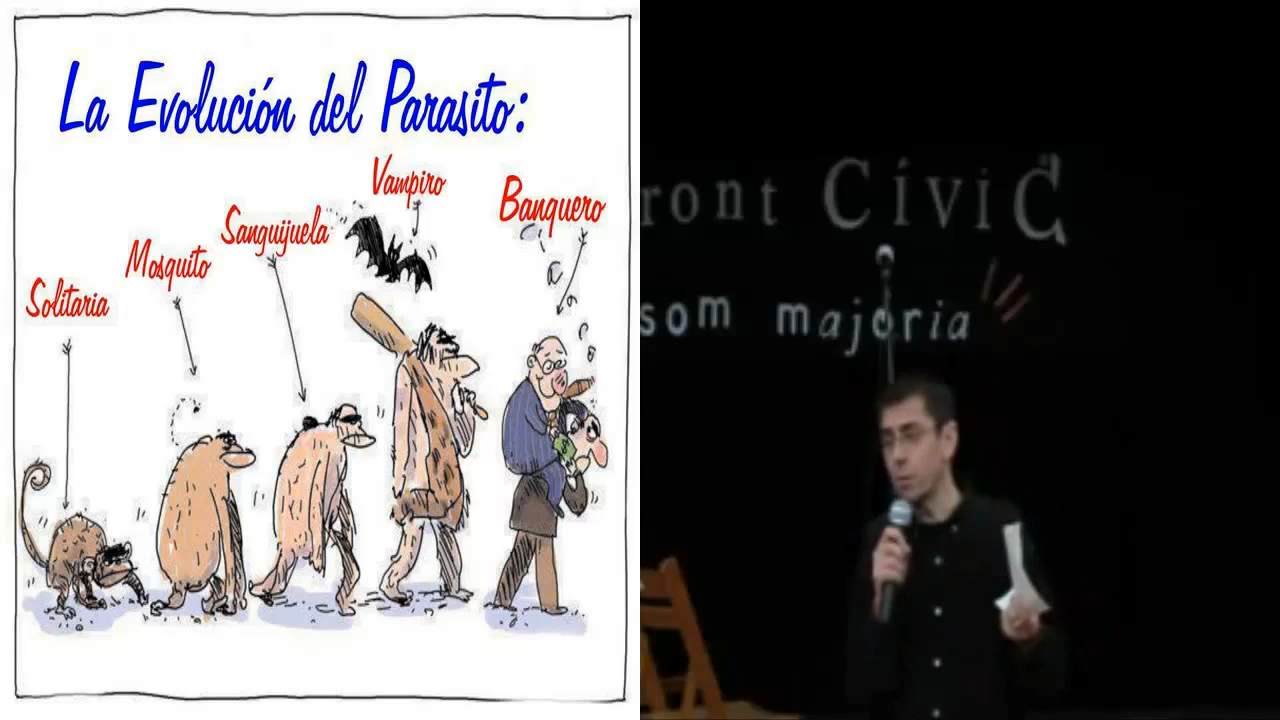 La Evolución del Parasito:
Vampiro
Banquero
Sanguijuela
Mosquito
Solitaria
ront CíviC
som majoria